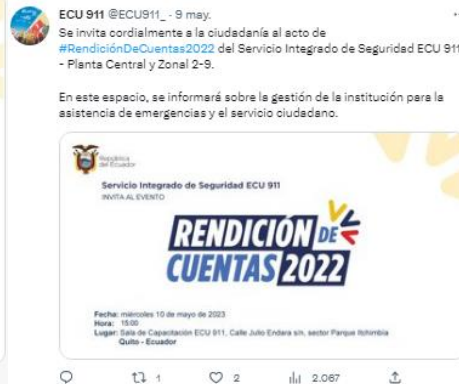 ECU 911 @ECU911_ · 9 may.
Se invita cordialmente a la ciudadanía al acto de
#RendiciónDeCuentas2022 del Servicio Integrado de Seguridad ECU 911
- Planta Central y Zonal 2-9.
En este espacio, se informará sobre la gestión de la institución para la
asistencia de emergencias y el servicio ciudadano.
República
del Ecuador
Servicio Integrado de Seguridad ECU 911
INVITA AL EVENTO
RENDICIÓN DE
CUENTAS 2022
Fecha: miércoles 10 de mayo de 2023
Hora: 15:00
Lugar: Sala de Capacitación ECU 911, Calle Julio Endara s/n, sector Parque Itchimbía
Quito - Ecuador
1 2 2.067